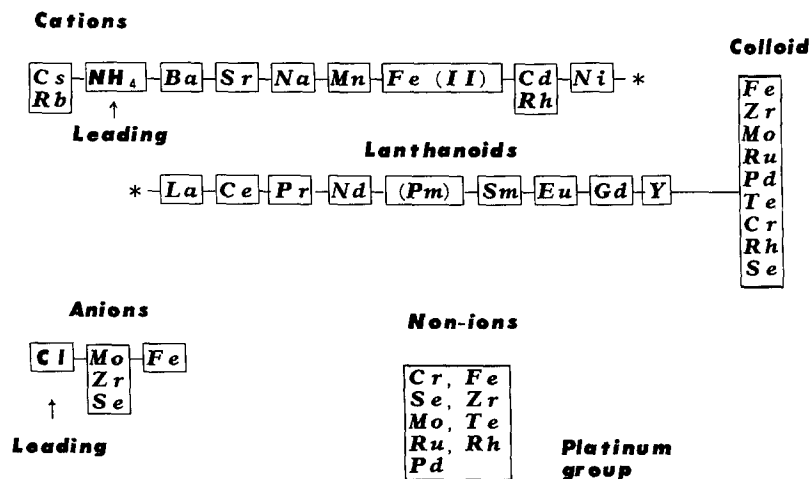 Cations
Colloid
Cs NH4 Ba Sr Na Mn Fe (II) Cd Ni *
Rb Rh
↑
Leading
Lanthanoids
* La Ce Pr Nd (Pm) Sm Eu Gd Y
Fe
Zr
Mo
Ru
Pd
Te
Cr
Rh
Se
Anions
Cl Mo Fe
Zr
Se
↑
Leading
Non-ions
Cr, Fe
Se, Zr
Mo, Te
Ru, Rh
Pd
Platinum
group